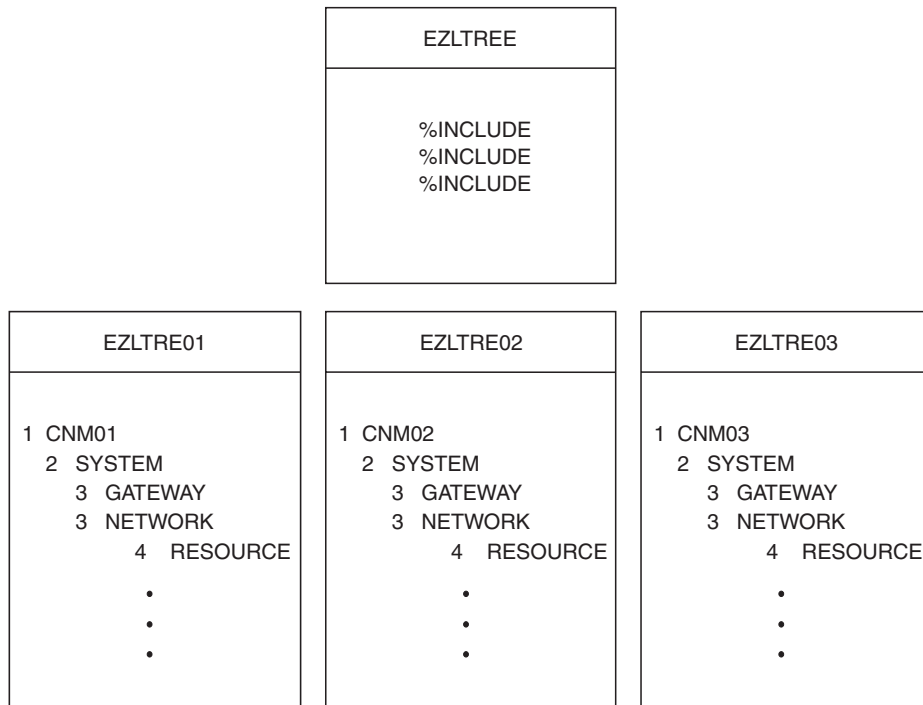 EZLTREE
%INCLUDE
%INCLUDE
%INCLUDE
EZLTRE01
1 CNM01
2 SYSTEM
3 GATEWAY
3 NETWORK
4 RESOURCE
EZLTRE02
1 CNM02
2 SYSTEM
3 GATEWAY
3 NETWORK
4 RESOURCE
EZLTRE03
1 CNM03
2 SYSTEM
3 GATEWAY
3 NETWORK
4 RESOURCE